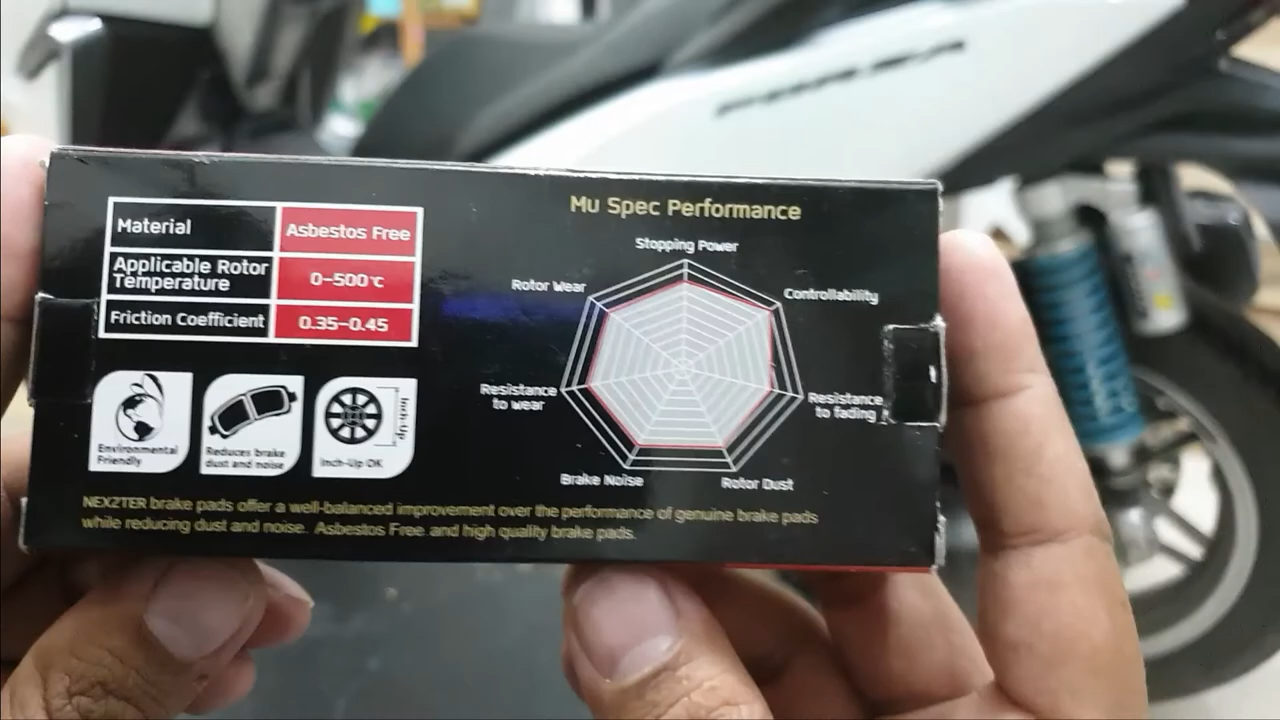 Material
Asbestos Free
Applicable Rotor
Temperature
0-500℃
Friction Coefficient
0.35-0.45
Environmental
Friendly
Reduces brake
dust and noise
Inch-Up
Inch-Up OK
Mu Spec Performance
Stopping Power
Rotor Wear
Controllability
Resistance
to wear
Resistance
to fading
Brake Noise
Rotor Dust
NEXZTER brake pads offer a well-balanced improvement over the performance of genuine brake pads
while reducing dust and noise. Asbestos Free and high quality brake pads.